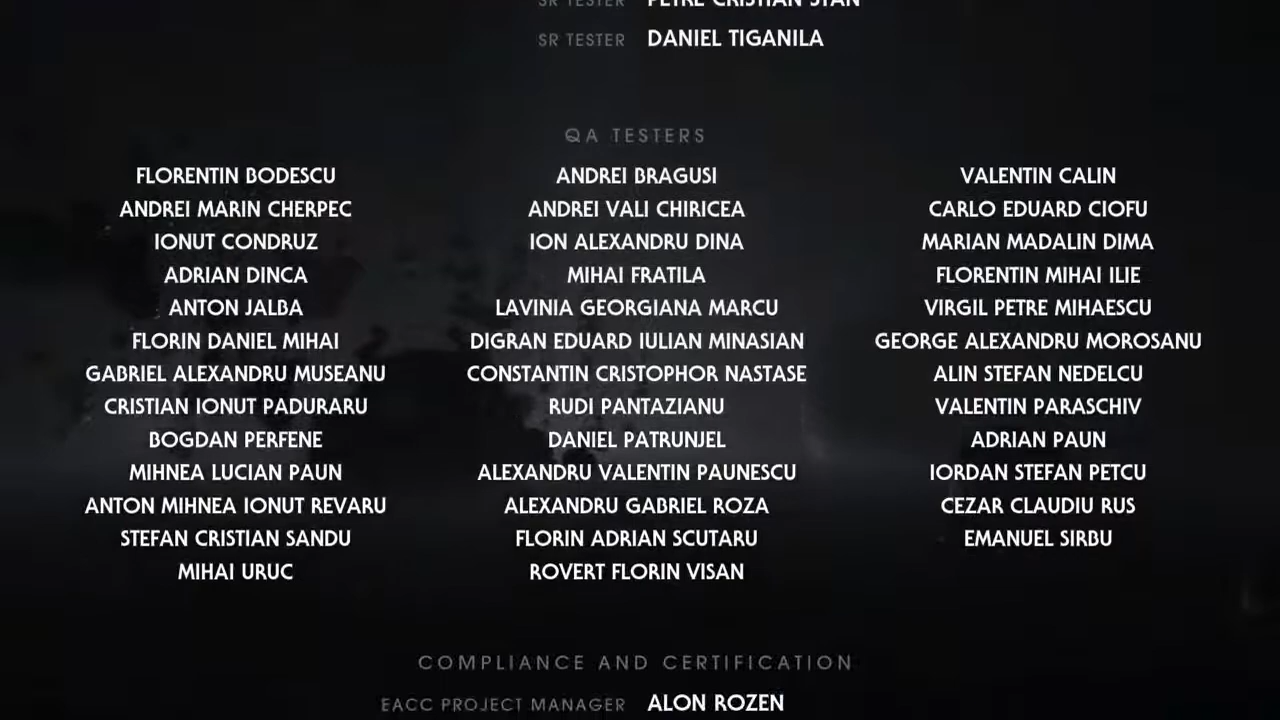 SR TESTER PETRE CRISTIAN STAN
SR TESTER DANIEL TIGANILA
QA TESTERS
FLORENTIN BODESCU ANDREI BRAGUSI VALENTIN CALIN
ANDREI MARIN CHERPEC ANDREI VALI CHIRICEA CARLO EDUARD CIOFU
IONUT CONDRUZ ION ALEXANDRU DINA MARIAN MADALIN DIMA
ADRIAN DINCA MIHAI FRATILA FLORENTIN MIHAI ILIE
ANTON JALBA LAVINIA GEORGIANA MARCU VIRGIL PETRE MIHAESCU
FLORIN DANIEL MIHAI DIGRAN EDUARD IULIAN MINASIAN GEORGE ALEXANDRU MOROSANU
GABRIEL ALEXANDRU MUSEANU CONSTANTIN CRISTOPHOR NASTASE ALIN STEFAN NEDELCU
CRISTIAN IONUT PADURARU RUDI PANTAZIANU VALENTIN PARASCHIV
BOGDAN PERFENE DANIEL PATRUNJEL ADRIAN PAUN
MIHNEA LUCIAN PAUN ALEXANDRU VALENTIN PAUNESCU IORDAN STEFAN PETCU
ANTON MIHNEA IONUT REVARU ALEXANDRU GABRIEL ROZA CEZAR CLAUDIU RUS
STEFAN CRISTIAN SANDU FLORIN ADRIAN SCUTARU EMANUEL SIRBU
MIHAI URUC ROVERT FLORIN VISAN
COMPLIANCE AND CERTIFICATION
EACC PROJECT MANAGER ALON ROZEN